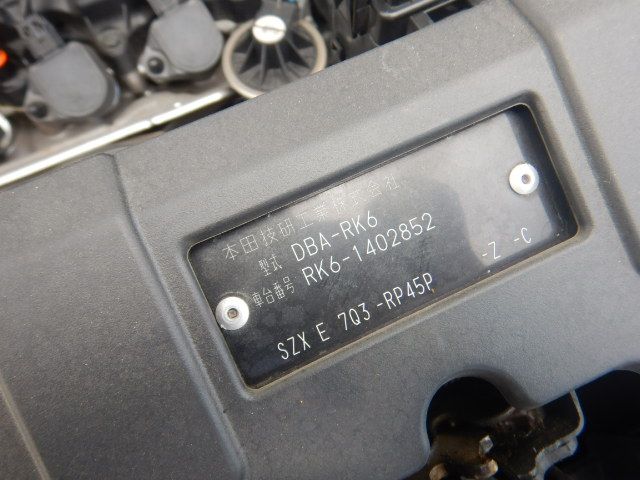 本田技研工業株式会社
型式 DBA-RK6
車台番号 RK6-1402852
SZX E 7Q3 -RP45P -Z -C